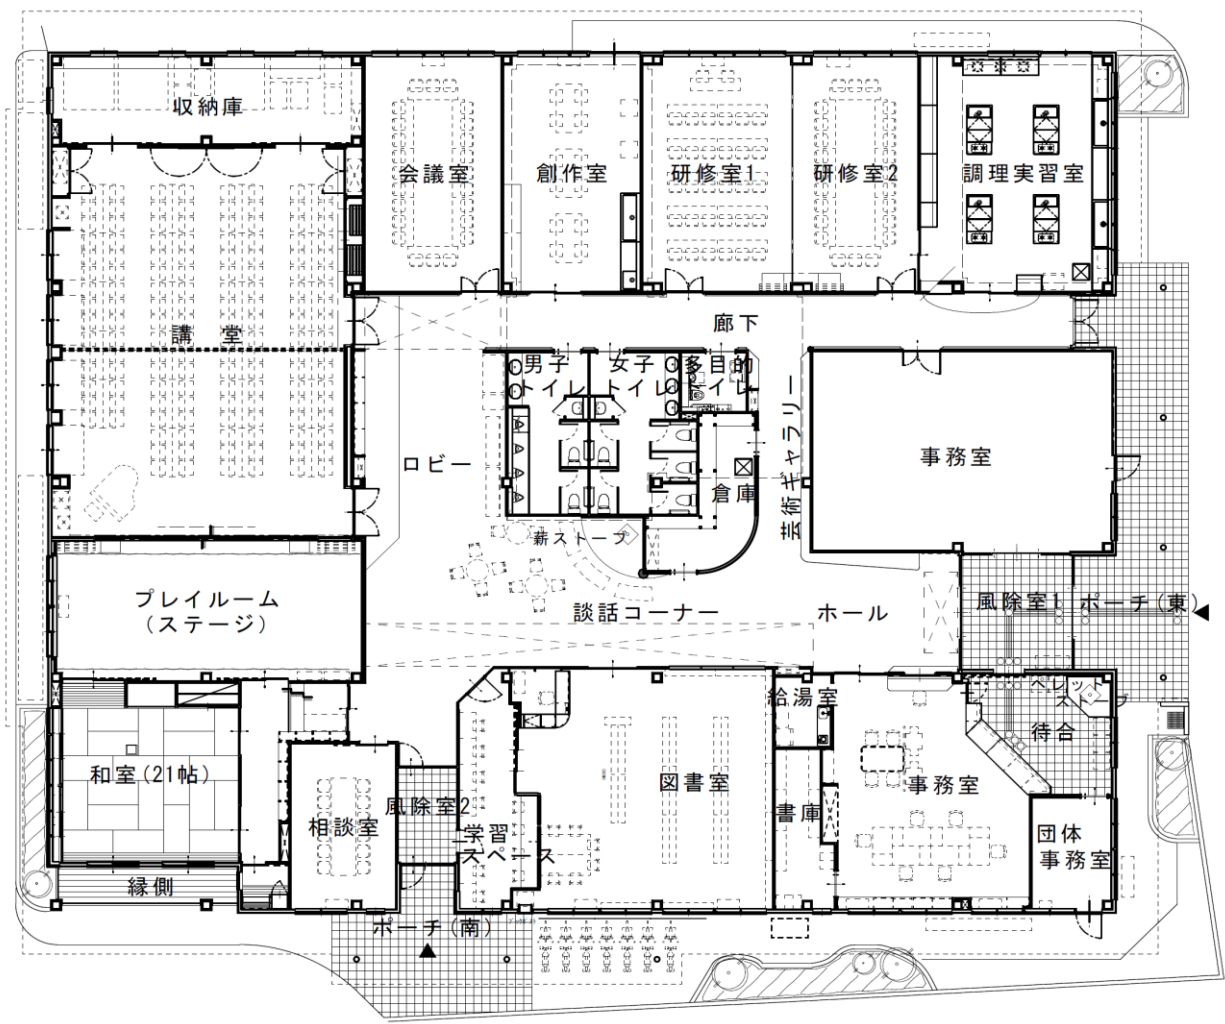 収納庫
会議室
創作室
研修室1
研修室2
調理実習室
講　堂
廊下
男子
トイレ
女子
トイレ
多目的
トイレ
ロビー
倉庫
芸術ギャラリー
事務室
薪ストーブ
プレイルーム
(ステージ)
談話コーナー
ホール
風除室1
ポーチ(東)
ペレット
ストーブ
給湯室
待合
和室(21帖)
図書室
事務室
風除室2
相談室
書庫
学習
スペース
団体
事務室
縁側
ポーチ(南)